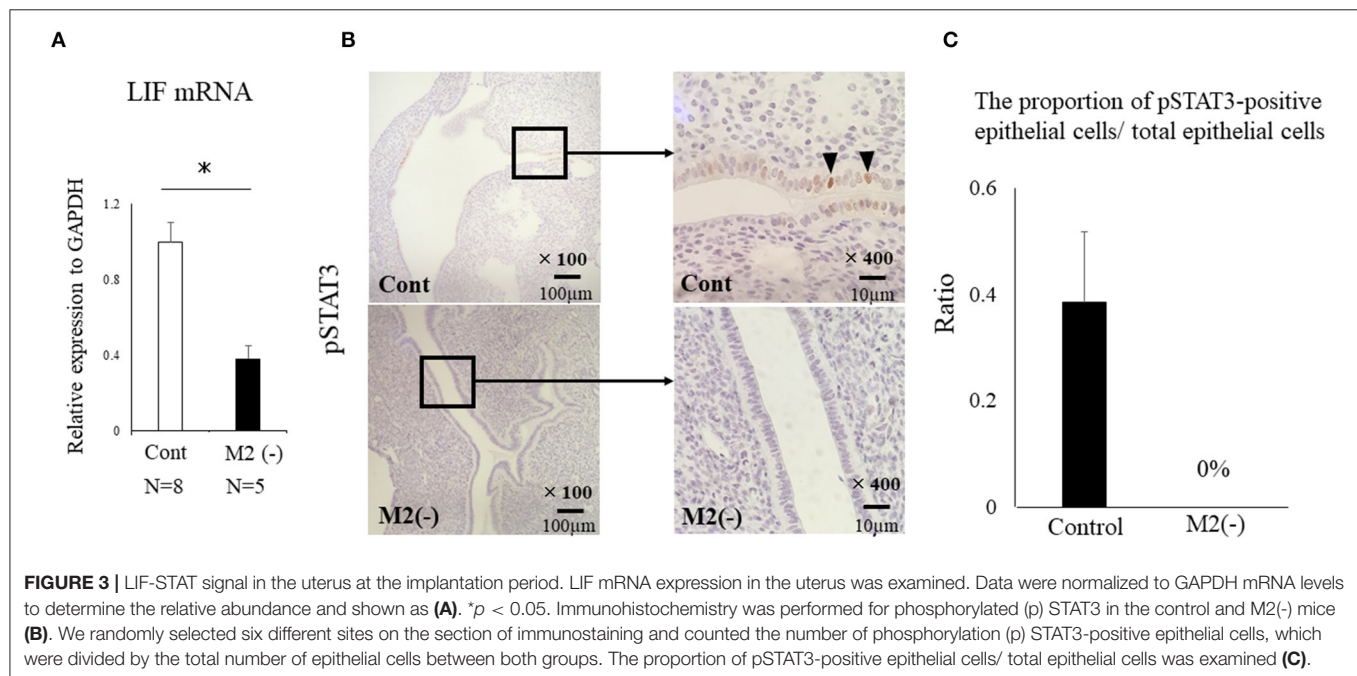 A
LIF mRNA
*
Relative expression to GAPDH
1.2
0.8
0.4
0
Cont
M2 (-)
N=8
N=5
B
pSTAT3
× 100
Cont
100µm
× 400
10µm
× 100
M2(-)
100µm
× 400
M2(-)
10µm
C
The proportion of pSTAT3-positive
epithelial cells/ total epithelial cells
Ratio
0.6
0.4
0.2
0
0%
Control
M2(-)
FIGURE 3 | LIF-STAT signal in the uterus at the implantation period. LIF mRNA expression in the uterus was examined. Data were normalized to GAPDH mRNA levels
to determine the relative abundance and shown as (A). *p < 0.05. Immunohistochemistry was performed for phosphorylated (p) STAT3 in the control and M2(-) mice
(B). We randomly selected six different sites on the section of immunostaining and counted the number of phosphorylation (p) STAT3-positive epithelial cells, which
were divided by the total number of epithelial cells between both groups. The proportion of pSTAT3-positive epithelial cells/ total epithelial cells was examined (C).